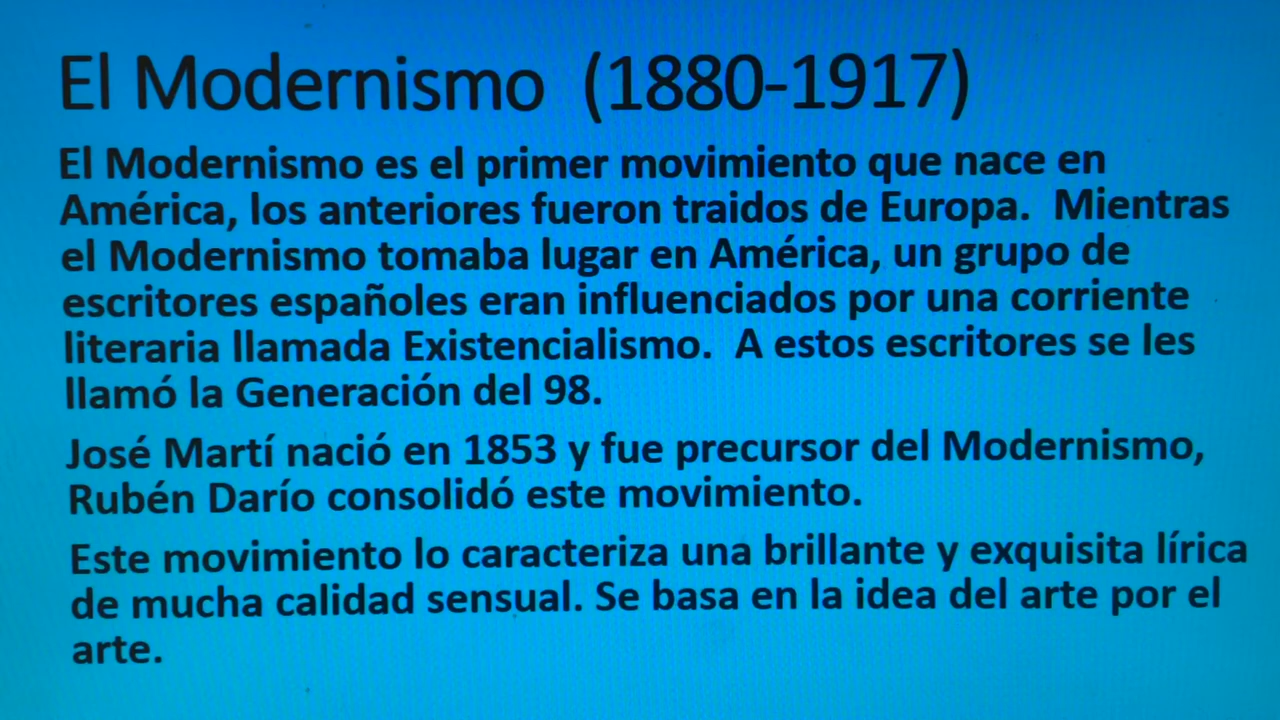 El Modernismo (1880-1917)
El Modernismo es el primer movimiento que nace en
América, los anteriores fueron traidos de Europa. Mientras
el Modernismo tomaba lugar en América, un grupo de
escritores españoles eran influenciados por una corriente
literaria llamada Existencialismo. A estos escritores se les
llamó la Generación del 98.
José Martí nació en 1853 y fue precursor del Modernismo,
Rubén Darío consolidó este movimiento.
Este movimiento lo caracteriza una brillante y exquisita lírica
de mucha calidad sensual. Se basa en la idea del arte por el
arte.